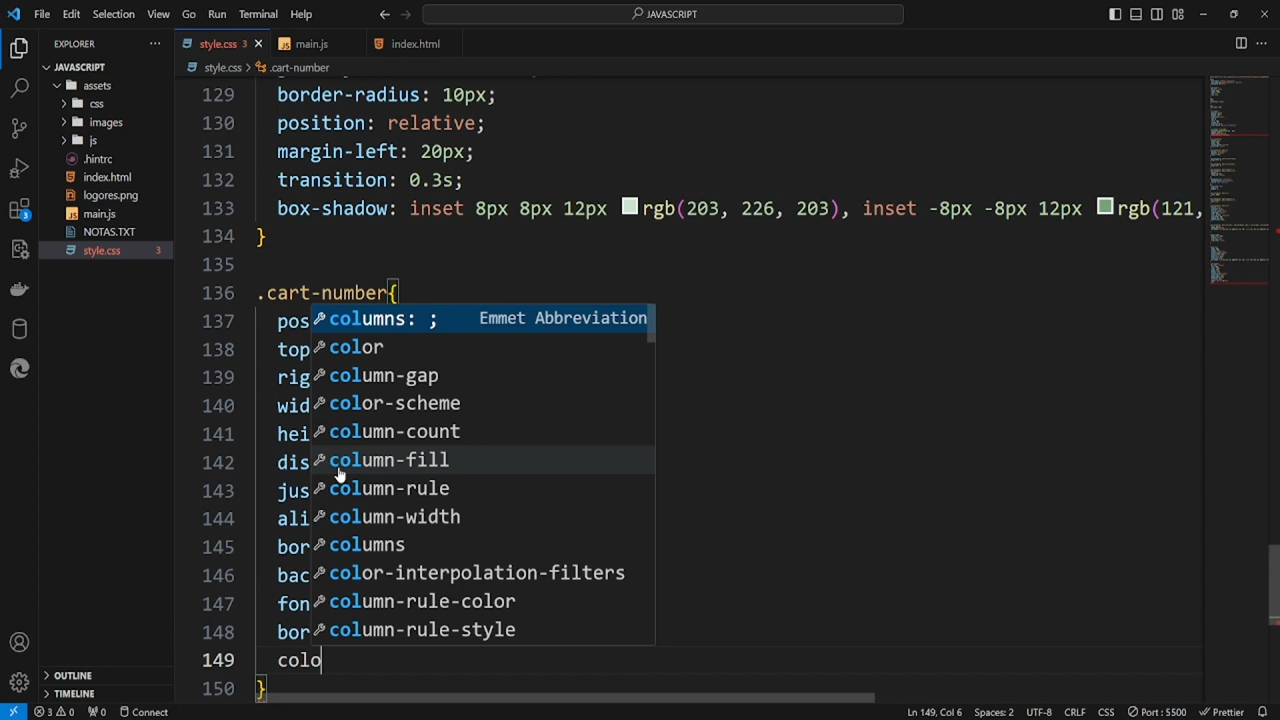 File Edit Selection View Go Run Terminal Help
JAVASCRIPT
EXPLORER
style.css 3
main.js
index.html
JAVASCRIPT
style.css > .cart-number
assets
css
images
js
.hintrc
index.html
logores.png
main.js
NOTAS.TXT
style.css 3
129 border-radius: 10px;
130 position: relative;
131 margin-left: 20px;
132 transition: 0.3s;
133 box-shadow: inset 8px 8px 12px rgb(203, 226, 203), inset -8px -8px 12px rgb(121,
134 }
135
136 .cart-number{
137 pos
138 top
139 rig
140 wid
141 hei
142 dis
143 jus
144 ali
145 bor
146 bac
147 fon
148 bor
149 colo
150 }
columns: ; Emmet Abbreviation
color
column-gap
color-scheme
column-count
column-fill
column-rule
column-width
columns
color-interpolation-filters
column-rule-color
column-rule-style
3
OUTLINE
TIMELINE
3 0 0 Connect Ln 149, Col 6 Spaces: 2 UTF-8 CRLF CSS Port : 5500 Prettier